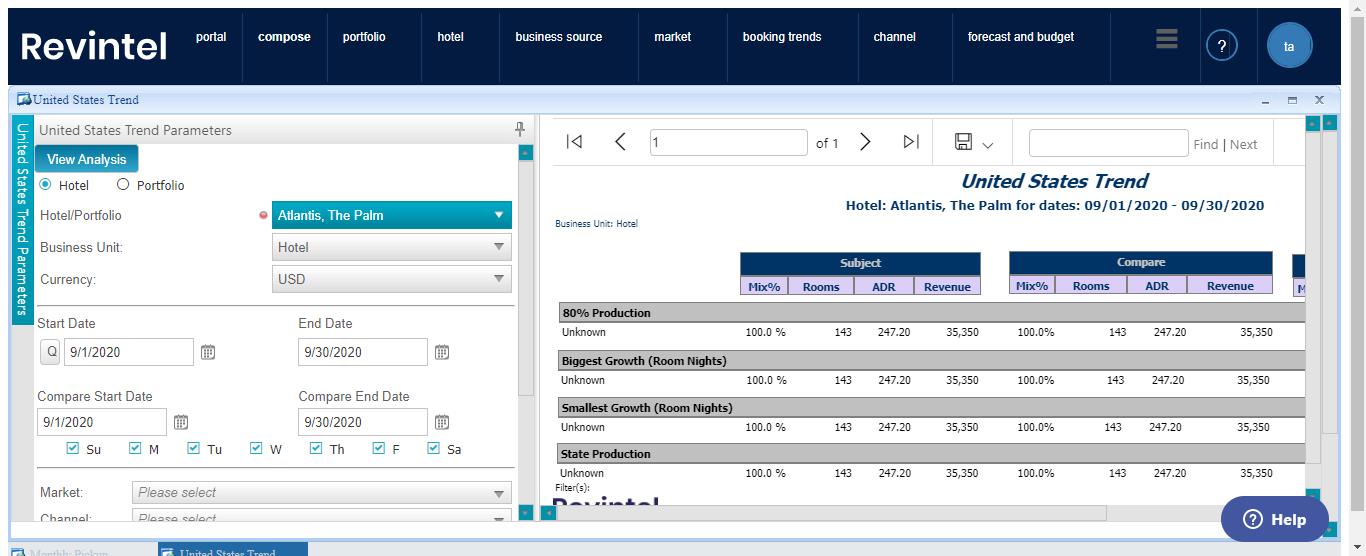 Revintel portal compose portfolio hotel business source market booking trends channel forecast and budget ? ta
United States Trend
United States Trend Parameters
United States Trend Parameters
View Analysis
Hotel Portfolio
Hotel/Portfolio Atlantis, The Palm
Business Unit: Hotel
Currency: USD
Start Date End Date
Q 9/1/2020 9/30/2020
Compare Start Date Compare End Date
9/1/2020 9/30/2020
Su M Tu W Th F Sa
Market: Please select
Channel: Please select
1 of 1 Find | Next
United States Trend
Hotel: Atlantis, The Palm for dates: 09/01/2020 - 09/30/2020
Business Unit: Hotel
Subject Compare
Mix% Rooms ADR Revenue Mix% Rooms ADR Revenue M
80% Production
Unknown 100.0 % 143 247.20 35,350 100.0% 143 247.20 35,350
Biggest Growth (Room Nights)
Unknown 100.0 % 143 247.20 35,350 100.0% 143 247.20 35,350
Smallest Growth (Room Nights)
Unknown 100.0 % 143 247.20 35,350 100.0% 143 247.20 35,350
State Production
Unknown 100.0 % 143 247.20 35,350 100.0% 143 247.20 35,350
Filter(s):
Revintel
? Help
Monthly Pickup United States Trend